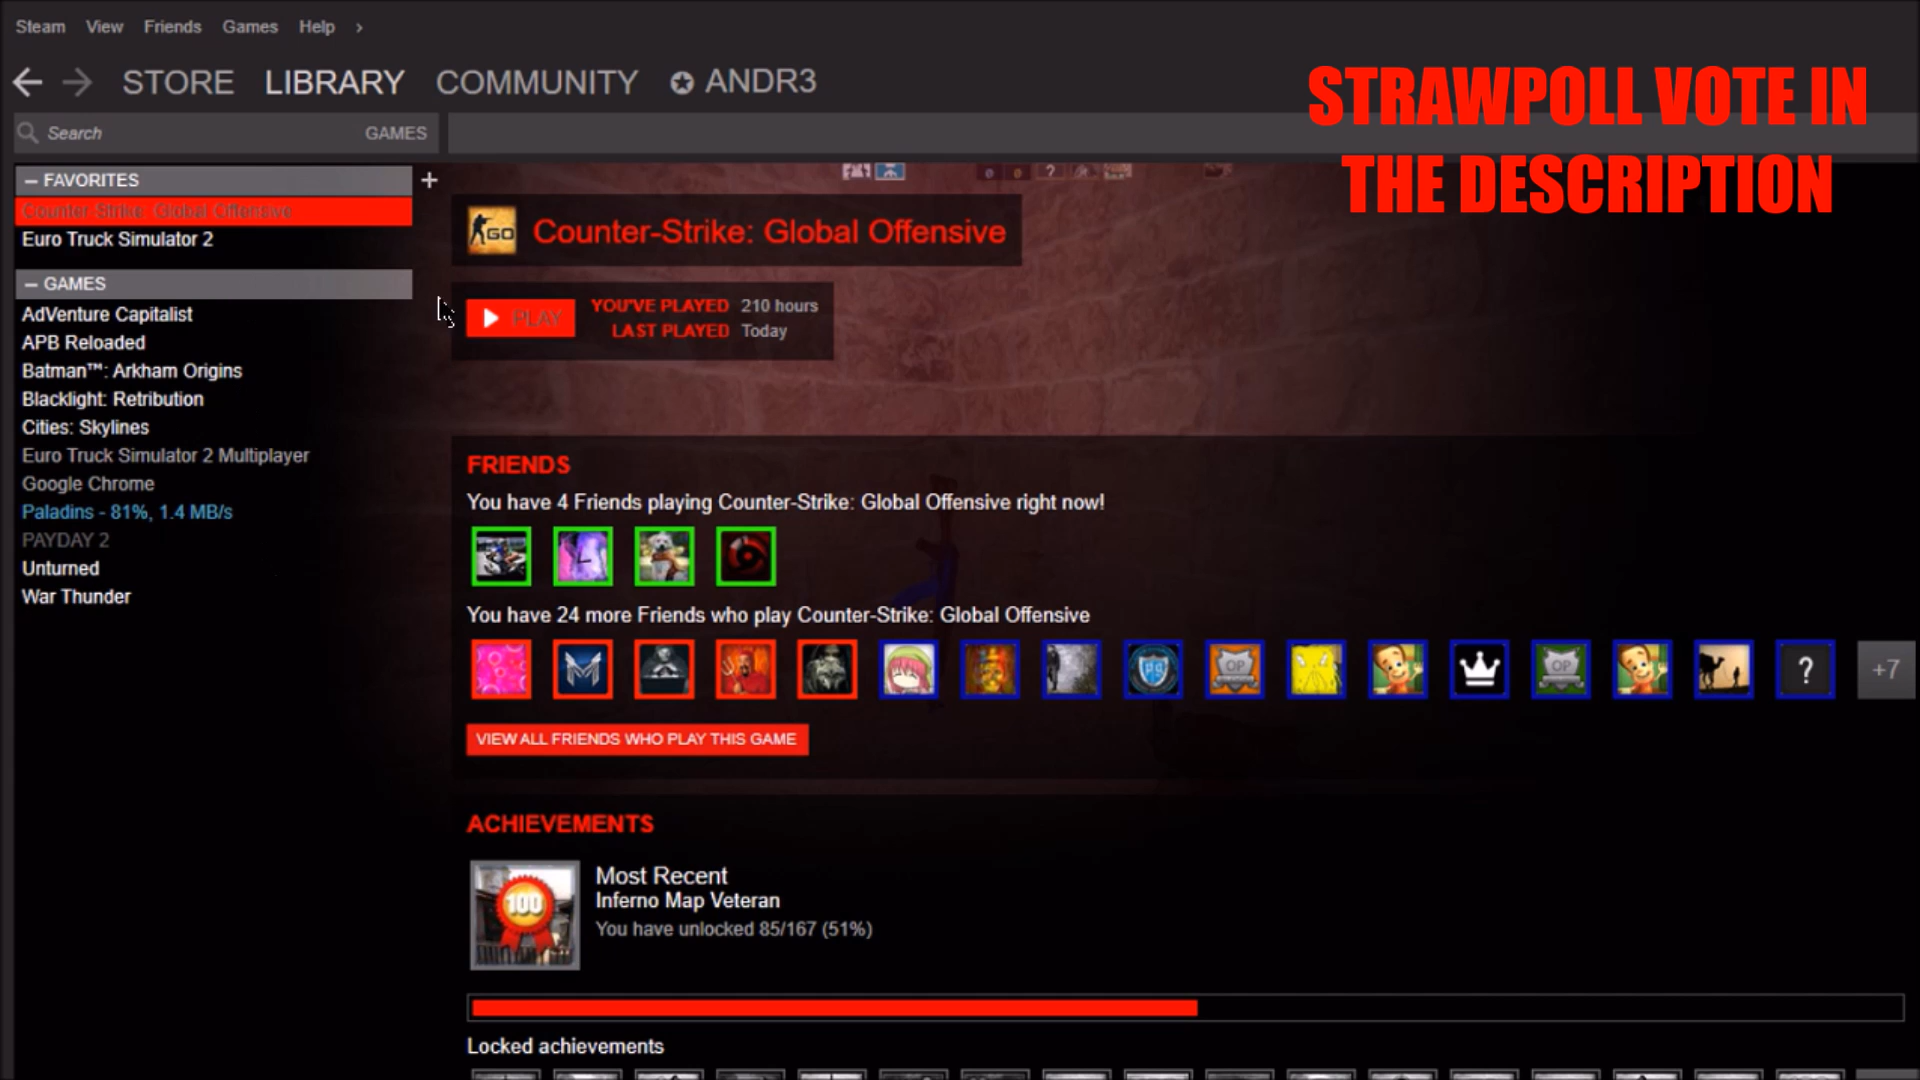 Steam View Friends Games Help >
STORE LIBRARY COMMUNITY ANDR3
STRAWPOLL VOTE IN
THE DESCRIPTION
Search GAMES
– FAVORITES +
Counter-Strike: Global Offensive
Euro Truck Simulator 2
– GAMES
AdVenture Capitalist
APB Reloaded
Batman™: Arkham Origins
Blacklight: Retribution
Cities: Skylines
Euro Truck Simulator 2 Multiplayer
Google Chrome
Paladins - 81%, 1.4 MB/s
PAYDAY 2
Unturned
War Thunder
GO
Counter-Strike: Global Offensive
PLAY
YOU'VE PLAYED 210 hours
LAST PLAYED Today
FRIENDS
You have 4 Friends playing Counter-Strike: Global Offensive right now!
You have 24 more Friends who play Counter-Strike: Global Offensive
OP
OP
?
+7
VIEW ALL FRIENDS WHO PLAY THIS GAME
ACHIEVEMENTS
100
Most Recent
Inferno Map Veteran
You have unlocked 85/167 (51%)
Locked achievements